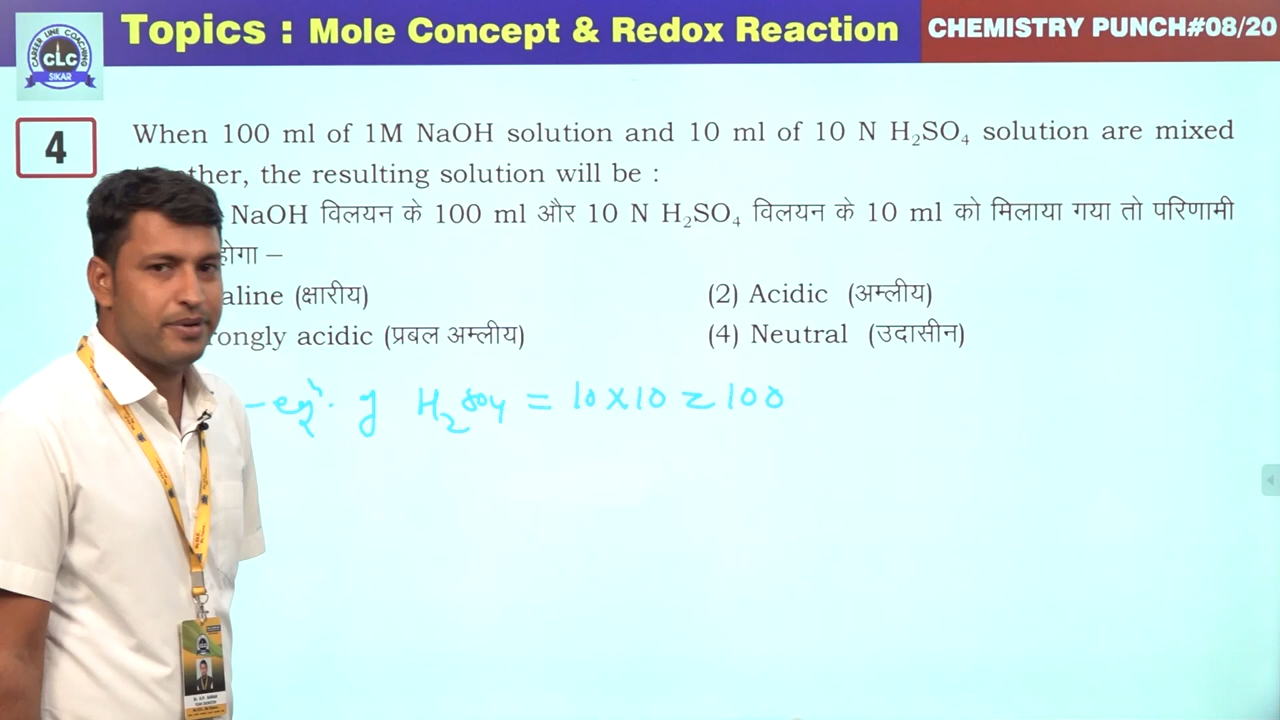 Topics : Mole Concept & Redox Reaction
CHEMISTRY PUNCH#08/20
CAREER LINE COACHING
CLC
SIKAR
4
When 100 ml of 1M NaOH solution and 10 ml of 10 N H₂SO₄ solution are mixed
the resulting solution will be :
NaOH विलयन के 100 ml और 10 N H₂SO₄ विलयन के 10 ml को मिलाया गया तो परिणामी
होगा –
(क्षारीय)
(2) Acidic (अम्लीय)
acidic (प्रबल अम्लीय)
(4) Neutral (उदासीन)
H₂SO₄ = 10×10 = 100